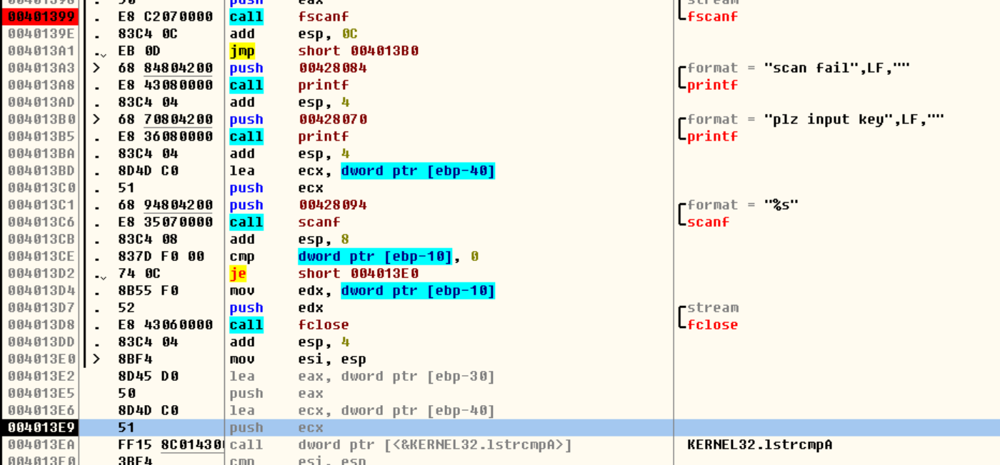 push eax stream
00401399 . E8 C2070000 call fscanf fscanf
0040139E . 83C4 0C add esp, 0C
004013A1 . EB 0D jmp short 004013B0
004013A3 > 68 84804200 push 00428084 format = "scan fail",LF,""
004013A8 . E8 43080000 call printf printf
004013AD . 83C4 04 add esp, 4
004013B0 > 68 70804200 push 00428070 format = "plz input key",LF,""
004013B5 . E8 36080000 call printf printf
004013BA . 83C4 04 add esp, 4
004013BD . 8D4D C0 lea ecx, dword ptr [ebp-40]
004013C0 . 51 push ecx
004013C1 . 68 94804200 push 00428094 format = "%s"
004013C6 . E8 35070000 call scanf scanf
004013CB . 83C4 08 add esp, 8
004013CE . 837D F0 00 cmp dword ptr [ebp-10], 0
004013D2 . 74 0C je short 004013E0
004013D4 . 8B55 F0 mov edx, dword ptr [ebp-10]
004013D7 . 52 push edx stream
004013D8 . E8 43060000 call fclose fclose
004013DD . 83C4 04 add esp, 4
004013E0 > 8BF4 mov esi, esp
004013E2 8D45 D0 lea eax, dword ptr [ebp-30]
004013E5 50 push eax
004013E6 8D4D C0 lea ecx, dword ptr [ebp-40]
004013E9 51 push ecx
004013EA FF15 8C01430 call dword ptr [<&KERNEL32.lstrcmpA>] KERNEL32.lstrcmpA
004013F0 3BF4 cmp esi, esp